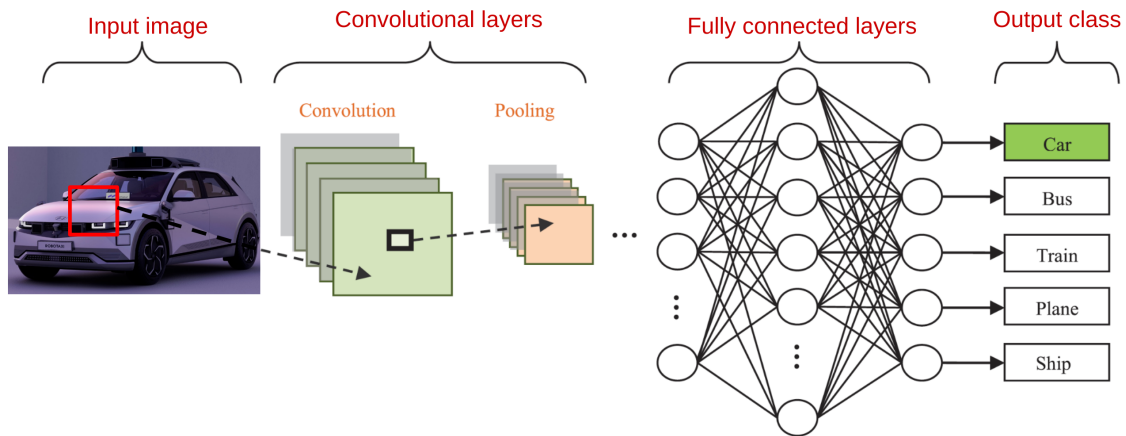 Input image
Convolutional layers
Fully connected layers
Output class
Convolution
Pooling
Car
Bus
Train
Plane
Ship